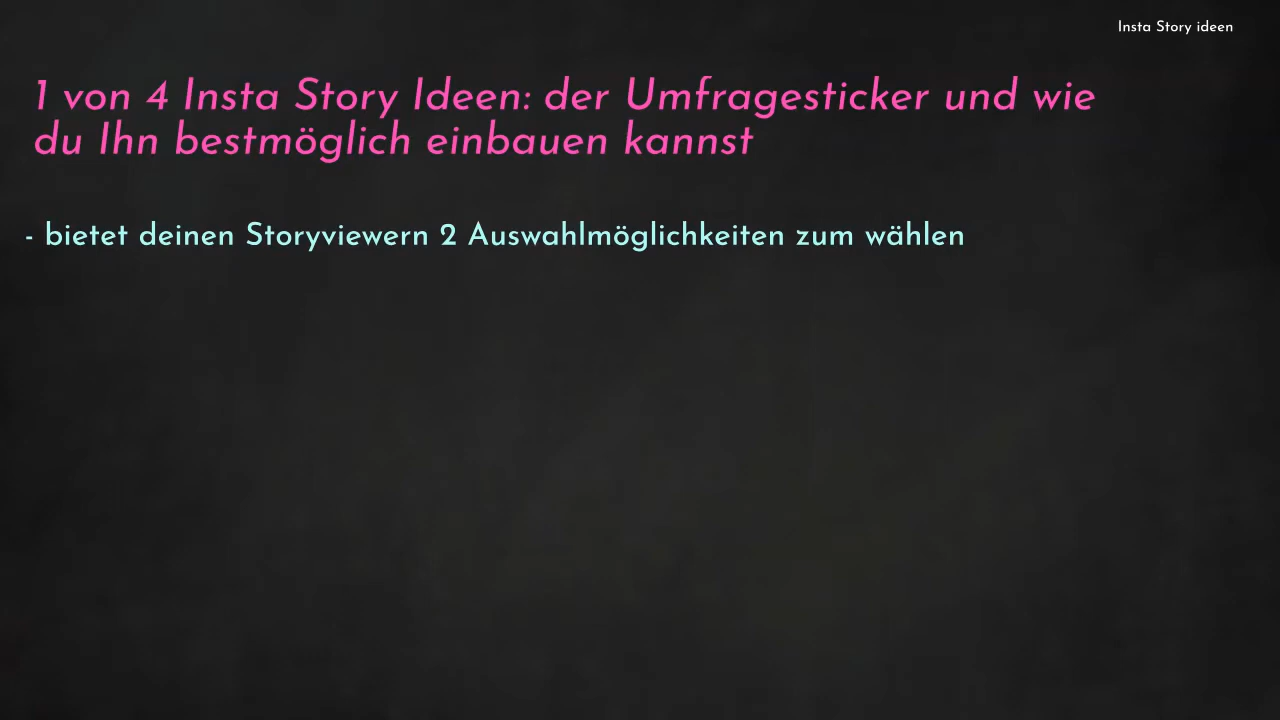 Insta Story ideen
1 von 4 Insta Story Ideen: der Umfragesticker und wie
du Ihn bestmöglich einbauen kannst
- bietet deinen Storyviewern 2 Auswahlmöglichkeiten zum wählen